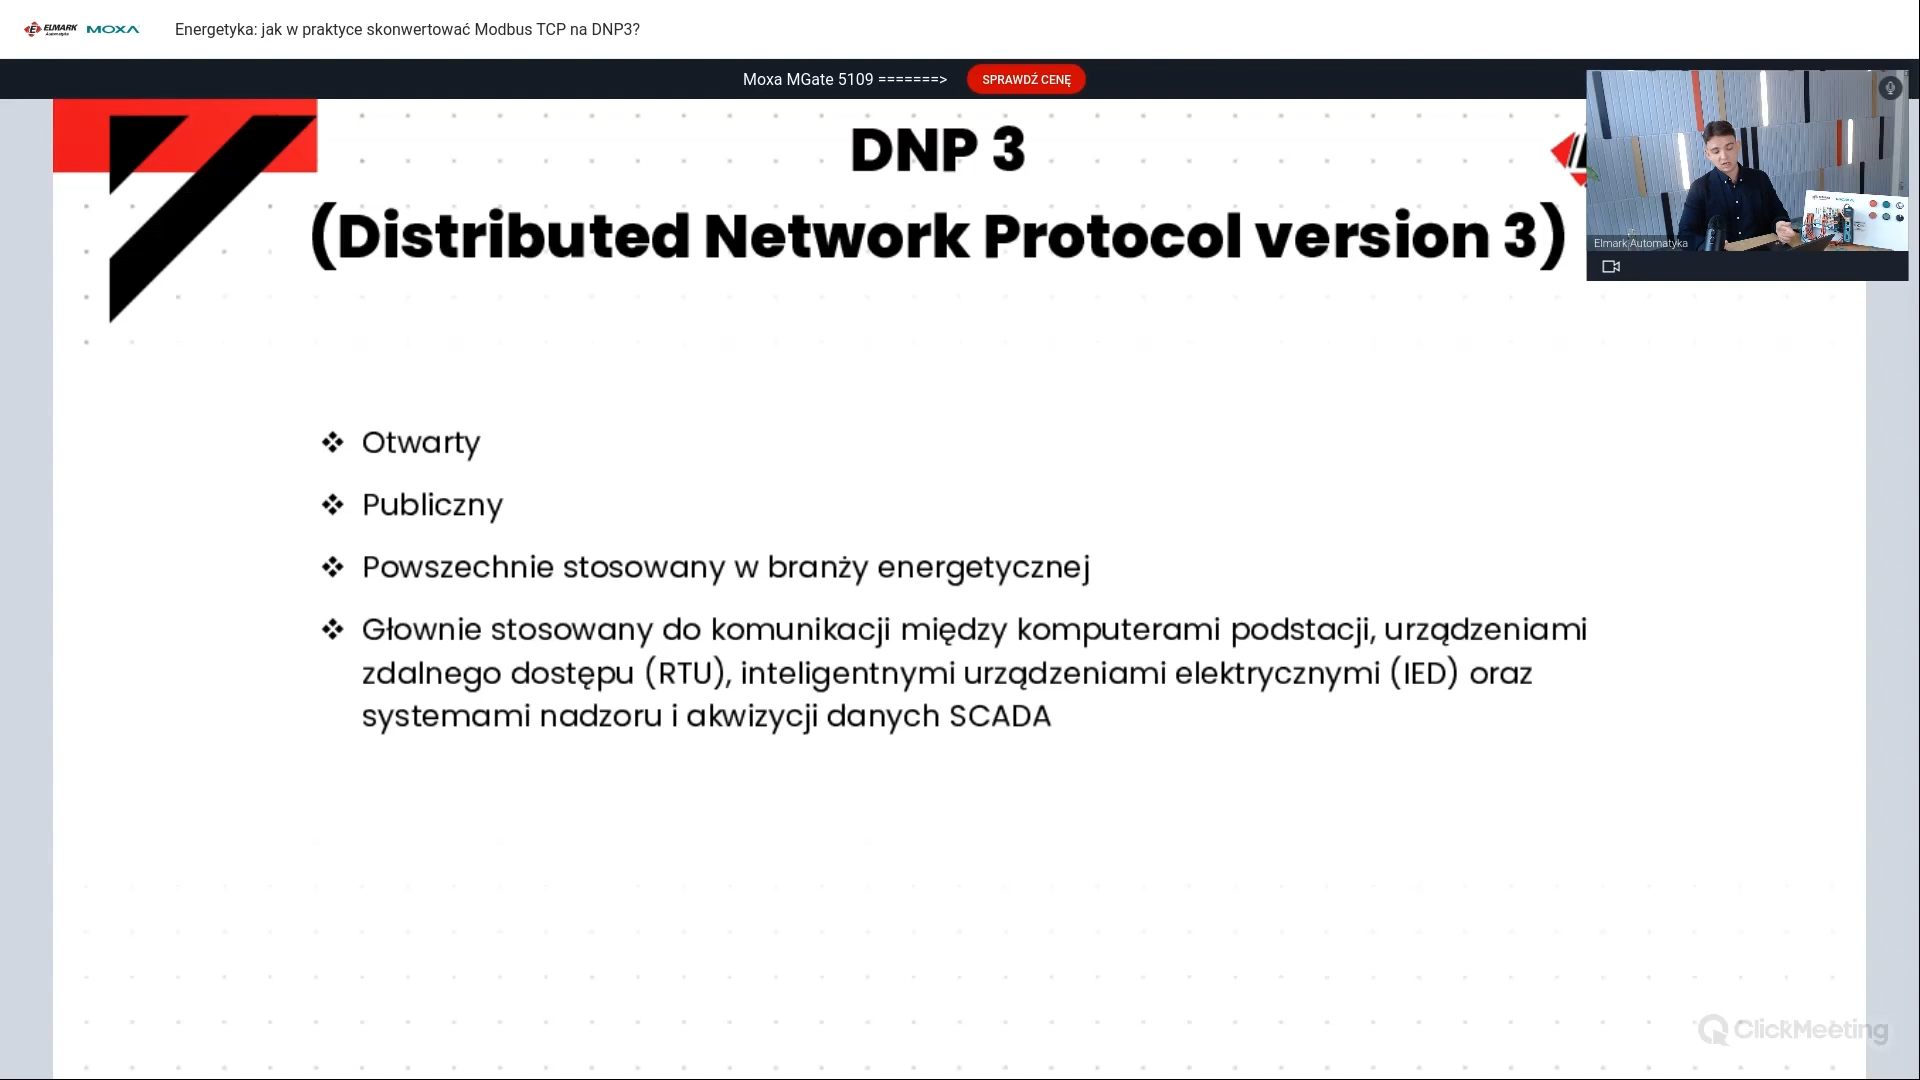 ELMARK
Automatyka
MOXA
Energetyka: jak w praktyce skonwertować Modbus TCP na DNP3?
Moxa MGate 5109 =======>
SPRAWDŹ CENĘ
DNP 3
(Distributed Network Protocol version 3)
Elmark Automatyka
❖ Otwarty
❖ Publiczny
❖ Powszechnie stosowany w branży energetycznej
❖ Głownie stosowany do komunikacji między komputerami podstacji, urządzeniami
zdalnego dostępu (RTU), inteligentnymi urządzeniami elektrycznymi (IED) oraz
systemami nadzoru i akwizycji danych SCADA
ClickMeeting